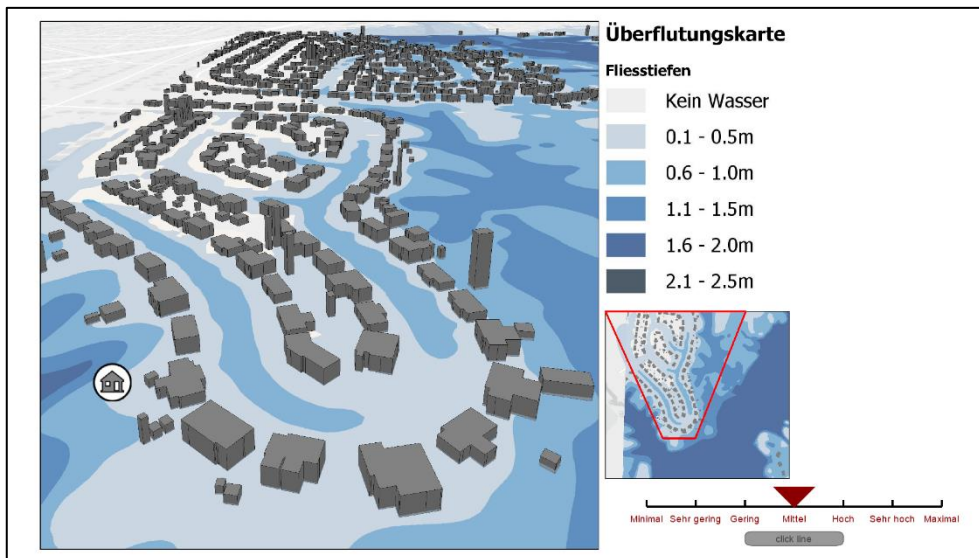 Überflutungskarte
Fliesstiefen
Kein Wasser
0.1 - 0.5m
0.6 - 1.0m
1.1 - 1.5m
1.6 - 2.0m
2.1 - 2.5m
Minimal Sehr gering Gering Mittel Hoch Sehr hoch Maximal
click line